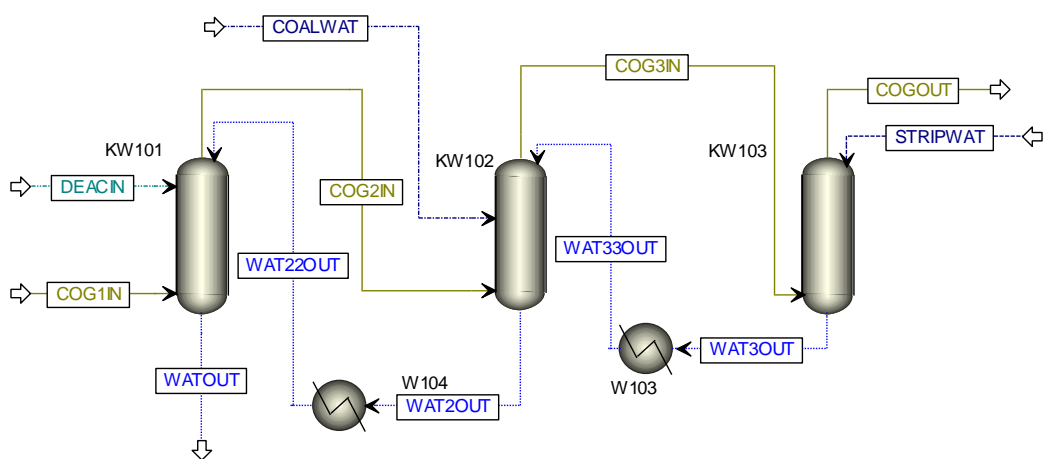 COALWAT
COG3IN
COGOUT
STRIPWAT
KW101
KW102
KW103
DEACIN
COG2IN
WAT22OUT
WAT33OUT
COG1IN
WAT3OUT
WATOUT
W104
W103
WAT2OUT